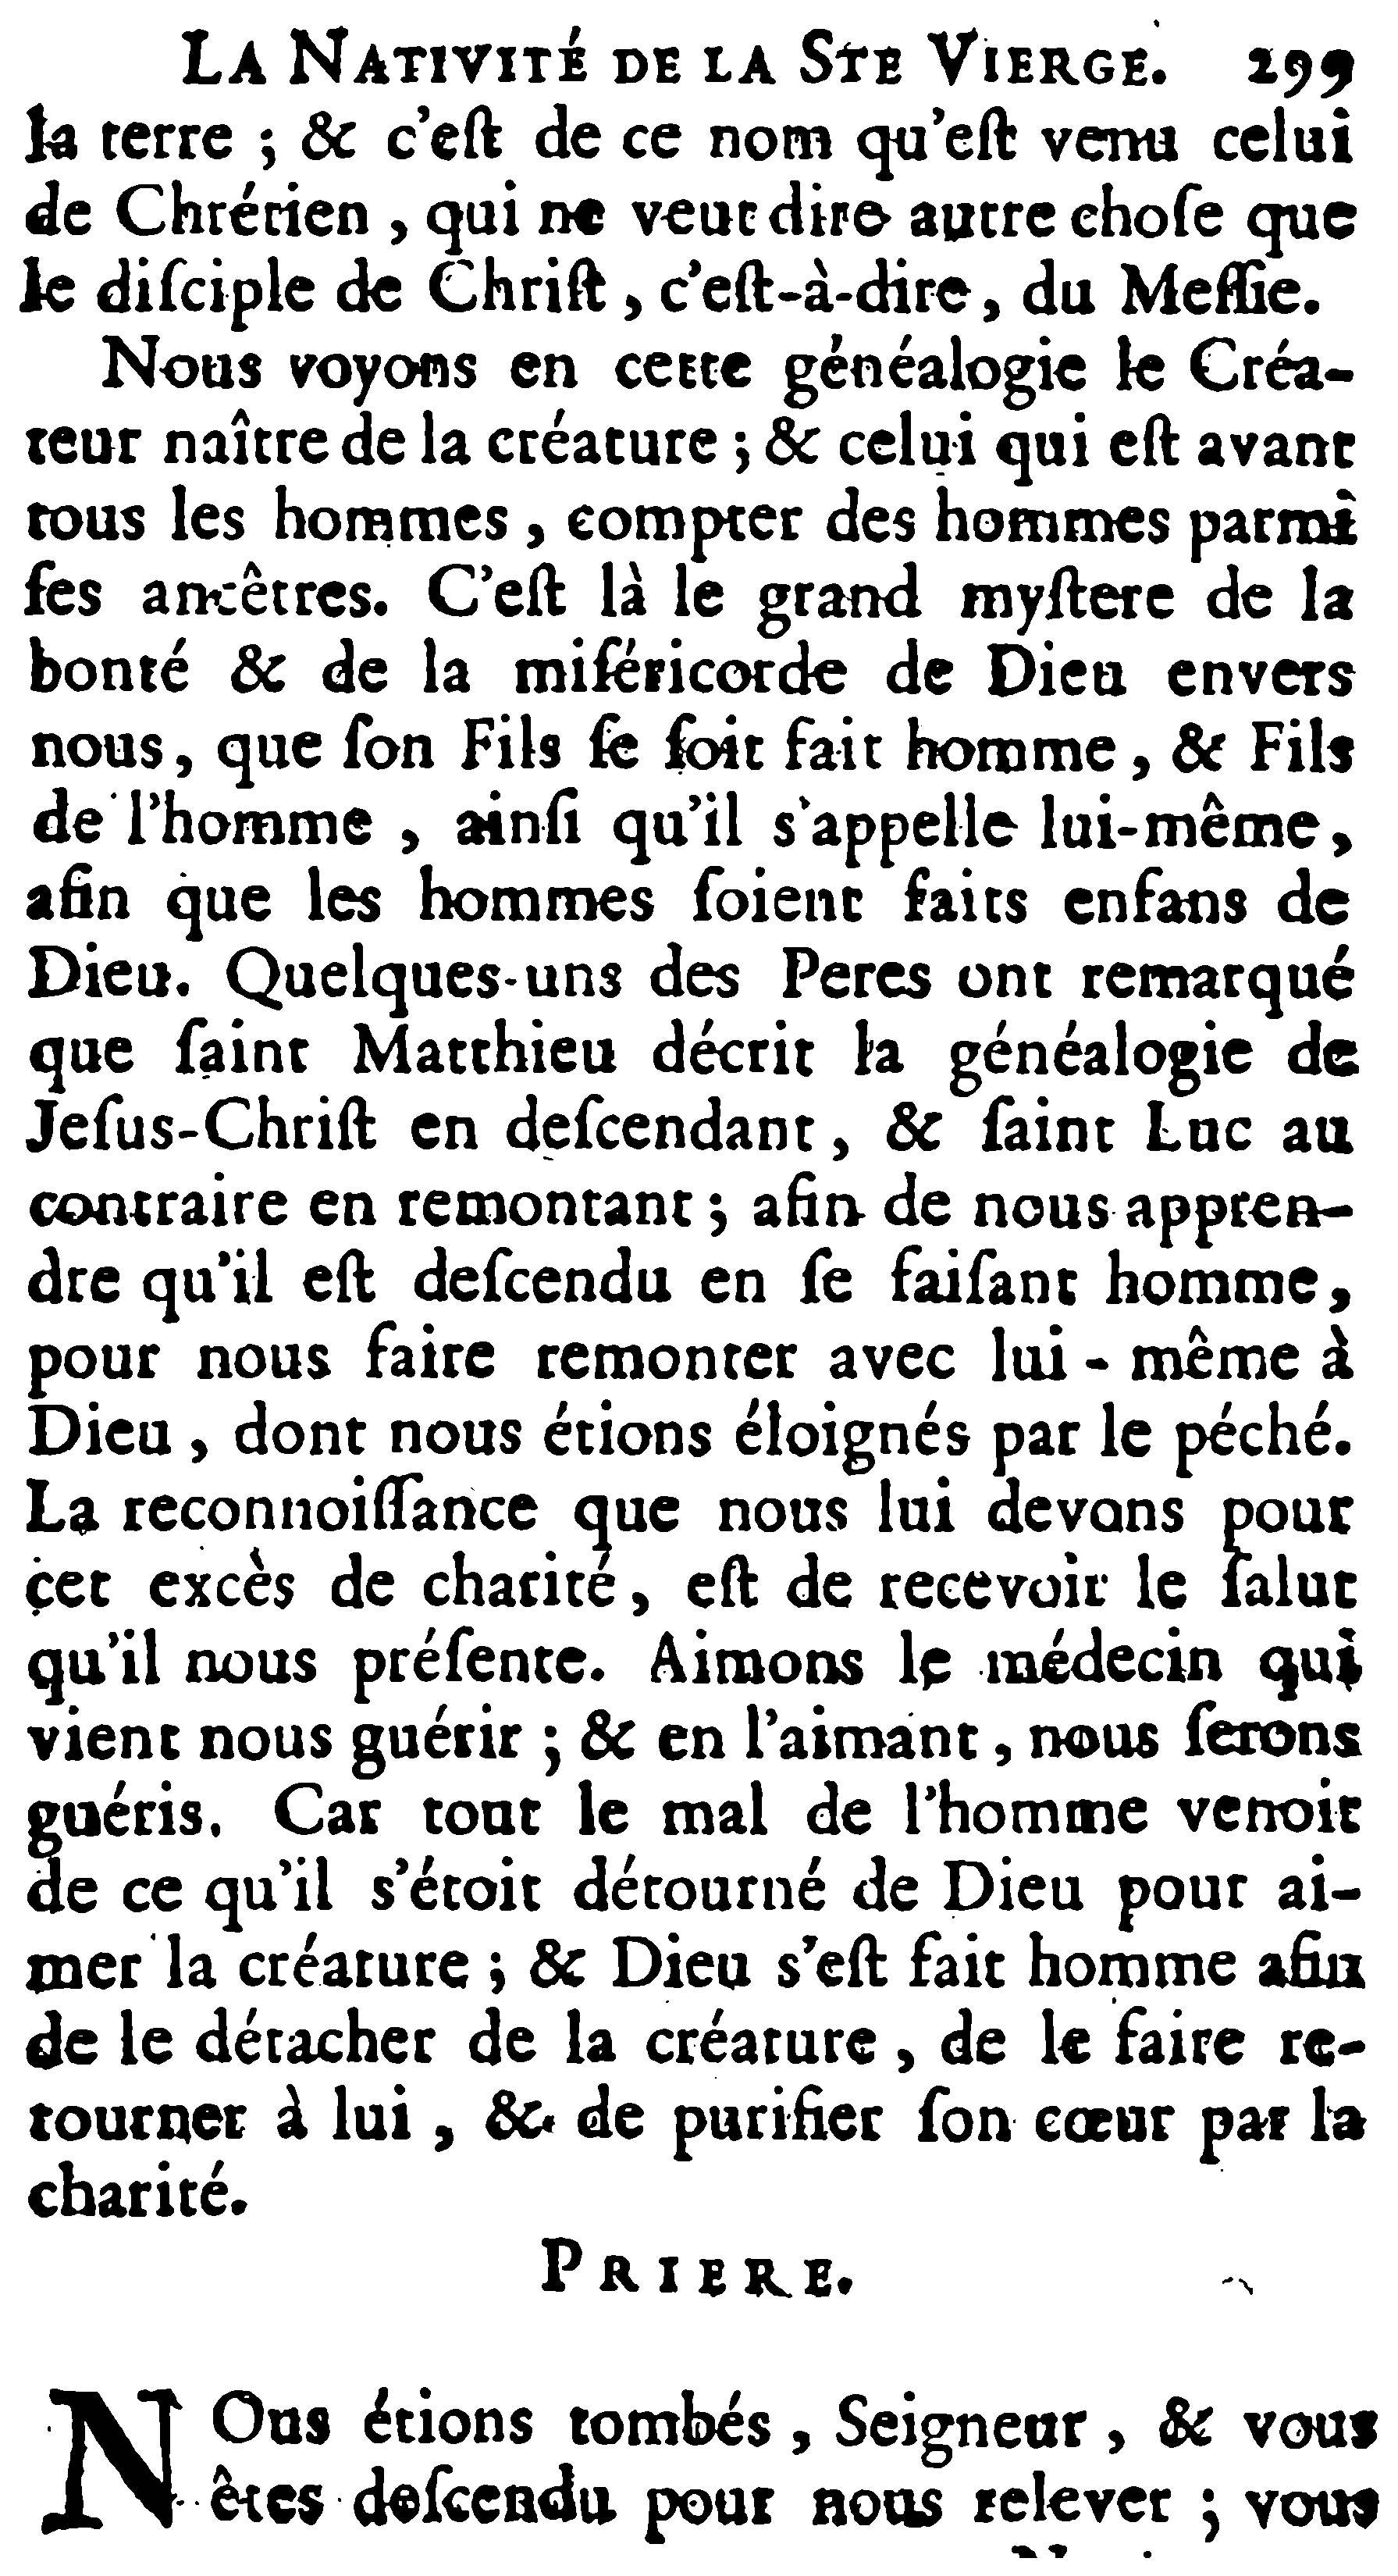 LA NATIVITÉ DE LA STE VIERGE. 299
la terre ; & c'eſt de ce nom qu'eſt venu celui
de Chrétien , qui ne veut dire autre choſe que
le diſciple de Chriſt , c'eſt-à-dire , du Meſſie.
Nous voyons en cette généalogie le Créa-
teur naître de la créature ; & celui qui eſt avant
tous les hommes , compter des hommes parmi
ſes ancêtres. C'eſt là le grand myſtere de la
bonté & de la miſéricorde de Dieu envers
nous , que ſon Fils ſe ſoit fait homme , & Fils
de l'homme , ainſi qu'il s'appelle lui-même ,
afin que les hommes ſoient faits enfans de
Dieu. Quelques-uns des Peres ont remarqué
que ſaint Matthieu décrit la généalogie de
Jeſus-Chriſt en deſcendant , & ſaint Luc au
contraire en remontant ; afin de nous appren-
dre qu'il eſt deſcendu en ſe faiſant homme ,
pour nous faire remonter avec lui - même à
Dieu , dont nous étions éloignés par le péché.
La reconnoiſſance que nous lui devons pour
cet excès de charité , eſt de recevoir le ſalut
qu'il nous préſente. Aimons le médecin qui
vient nous guérir ; & en l'aimant , nous ſerons
guéris. Car tout le mal de l'homme venoit
de ce qu'il s'étoit détourné de Dieu pour ai-
mer la créature ; & Dieu s'eſt fait homme afin
de le détacher de la créature , de le faire re-
tourner à lui , & de purifier ſon cœur par la
charité.
PRIERE.
NOus étions tombés , Seigneur , & vous
êtes deſcendu pour nous relever ; vous